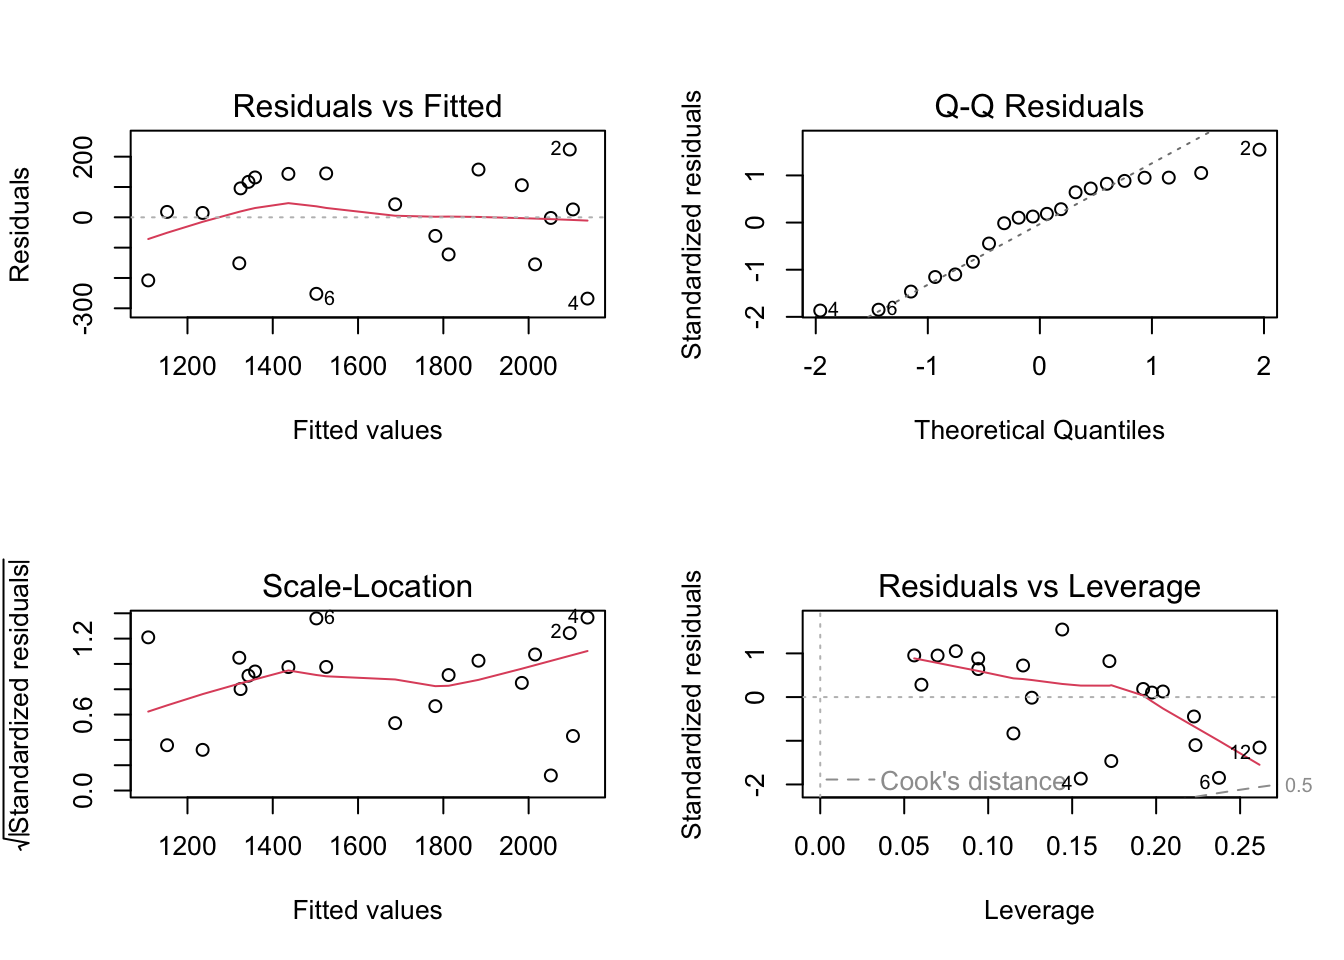 Residuals vs Fitted
Residuals
200
0
-300
2
6
4
1200 1400 1600 1800 2000
Fitted values
Q-Q Residuals
Standardized residuals
1
0
-1
-2
4
6
2
-2 -1 0 1 2
Theoretical Quantiles
Scale-Location
√|Standardized residuals|
1.2
0.6
0.0
6
4
2
1200 1400 1600 1800 2000
Fitted values
Residuals vs Leverage
Standardized residuals
1
0
-2
12
Cook's distance
4
6
0.5
0.00 0.05 0.10 0.15 0.20 0.25
Leverage